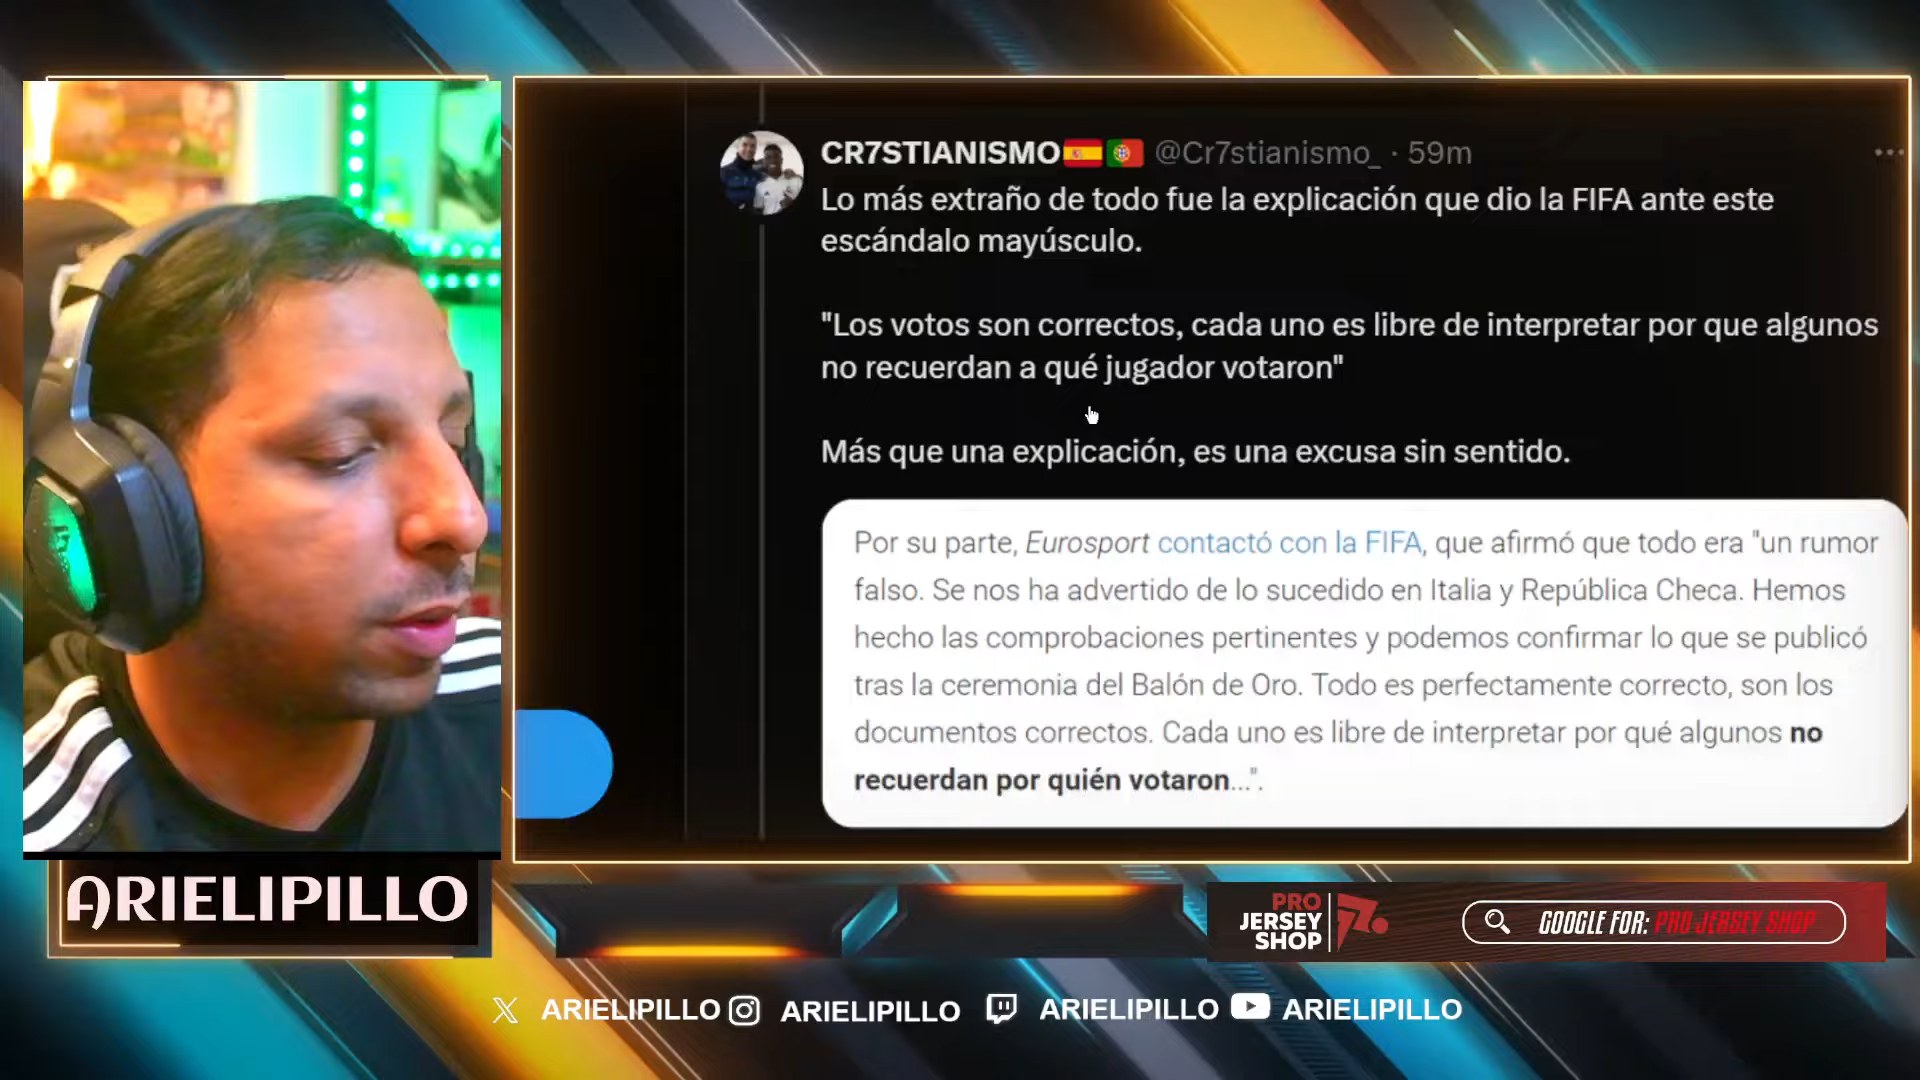 CR7STIANISMO @Cr7stianismo_ · 59m
Lo más extraño de todo fue la explicación que dio la FIFA ante este
escándalo mayúsculo.
"Los votos son correctos, cada uno es libre de interpretar por que algunos
no recuerdan a qué jugador votaron"
Más que una explicación, es una excusa sin sentido.
Por su parte, Eurosport contactó con la FIFA, que afirmó que todo era "un rumor
falso. Se nos ha advertido de lo sucedido en Italia y República Checa. Hemos
hecho las comprobaciones pertinentes y podemos confirmar lo que se publicó
tras la ceremonia del Balón de Oro. Todo es perfectamente correcto, son los
documentos correctos. Cada uno es libre de interpretar por qué algunos no
recuerdan por quién votaron...".
ARIELIPILLO
PRO
JERSEY
SHOP
GOOGLE FOR: PRO JERSEY SHOP
ARIELIPILLO ARIELIPILLO ARIELIPILLO ARIELIPILLO